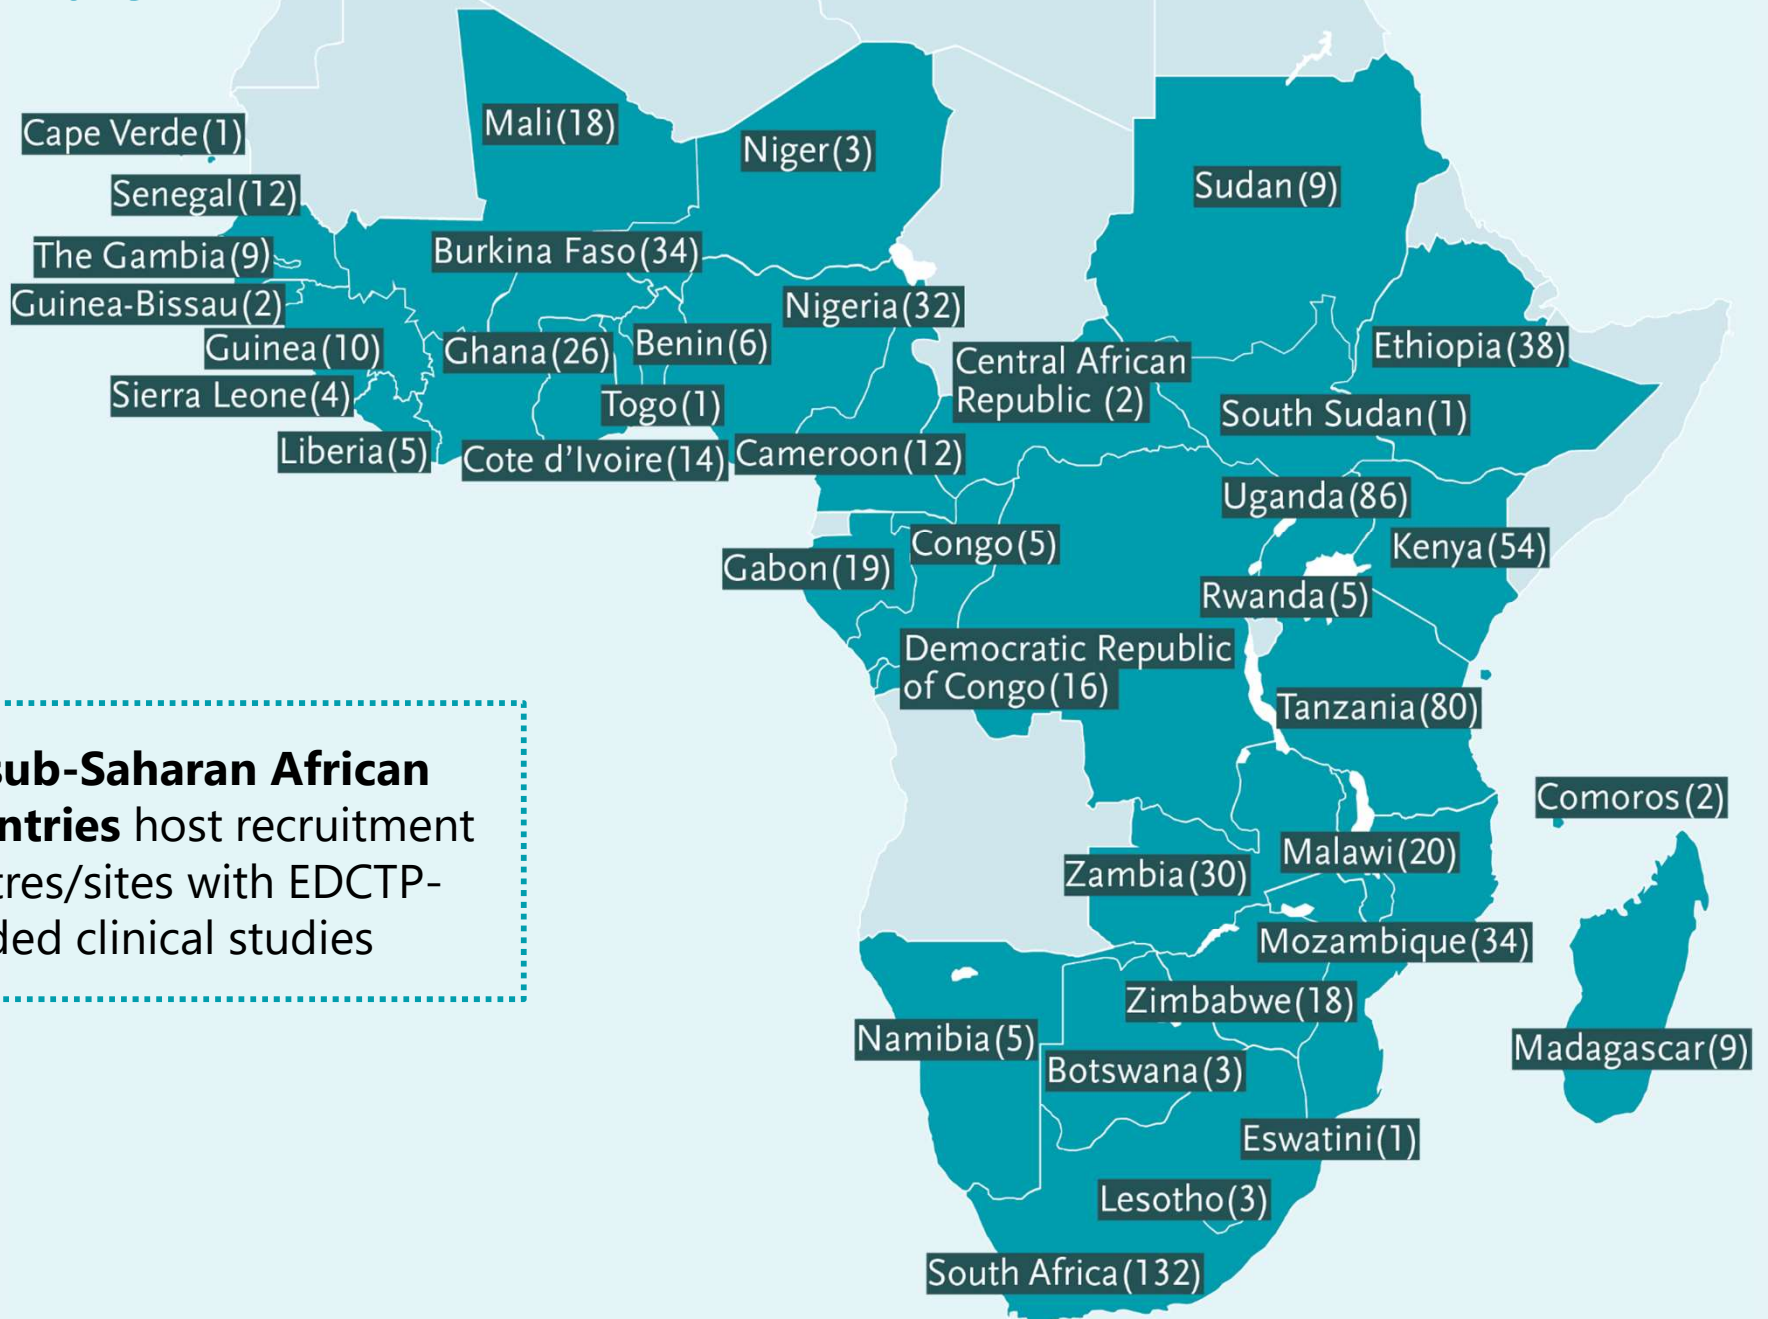 Cape Verde(1)
Mali(18)
Niger(3)
Senegal(12)
Sudan(9)
The Gambia(9)
Burkina Faso(34)
Guinea-Bissau(2)
Nigeria(32)
Guinea(10)
Ghana(26)
Benin(6)
Ethiopia(38)
Central African
Republic (2)
Sierra Leone(4)
Togo(1)
South Sudan(1)
Liberia(5)
Cote d'Ivoire(14)
Cameroon(12)
Uganda(86)
Congo(5)
Kenya(54)
Gabon(19)
Rwanda(5)
Democratic Republic
of Congo(16)
Tanzania(80)
sub-Saharan African
ntries host recruitment
tres/sites with EDCTP-
ded clinical studies
Comoros(2)
Malawi(20)
Zambia(30)
Mozambique(34)
Zimbabwe(18)
Namibia(5)
Madagascar(9)
Botswana(3)
Eswatini(1)
Lesotho(3)
South Africa(132)